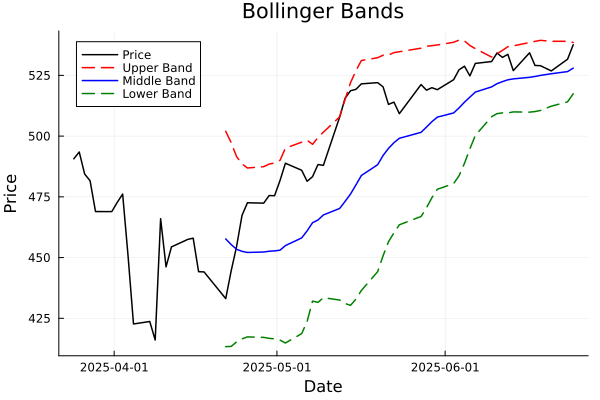 Bollinger Bands
Price
Upper Band
Middle Band
Lower Band
Price
525
500
475
450
425
2025-04-01 2025-05-01 2025-06-01
Date